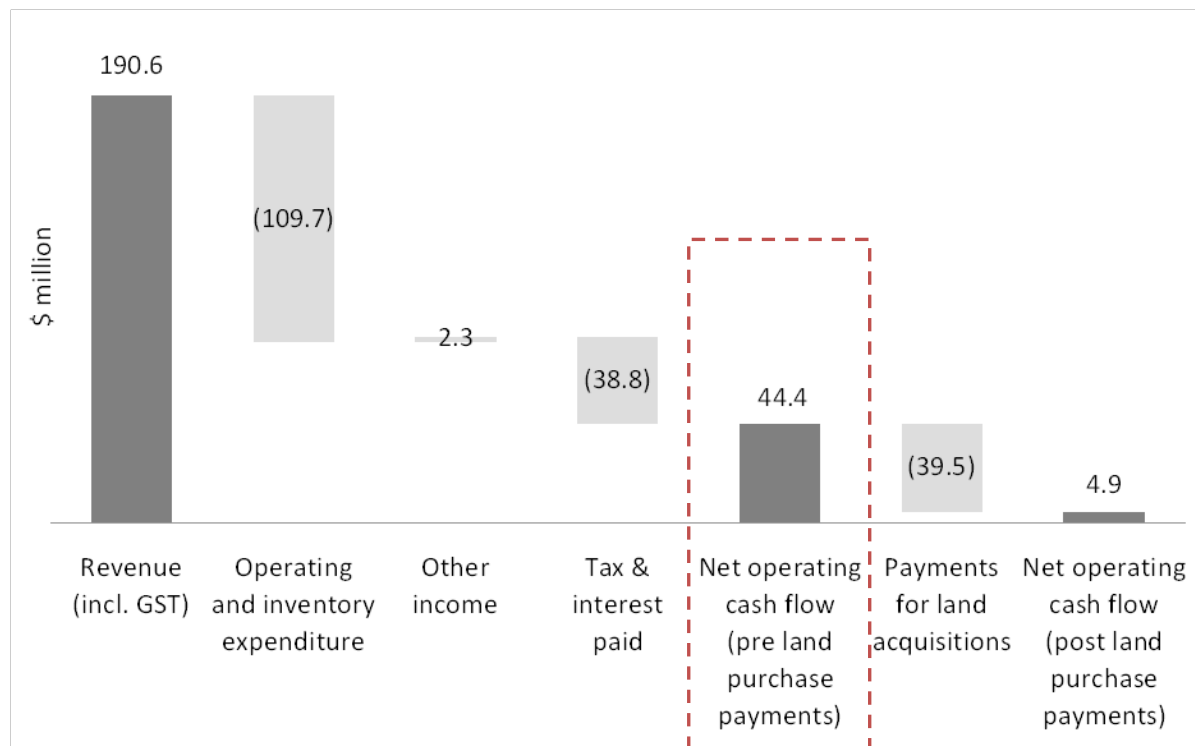 190.6
(109.7)
$ million
2.3
(38.8)
44.4
(39.5)
4.9
Revenue
(incl. GST)
Operating
and inventory
expenditure
Other
income
Tax &
interest
paid
Net operating
cash flow
(pre land
purchase
payments)
Payments
for land
acquisitions
Net operating
cash flow
(post land
purchase
payments)